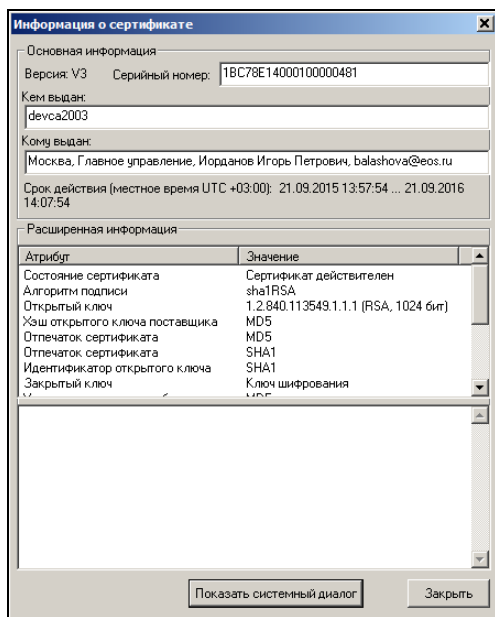 Информация о сертификате
Основная информация
Версия: V3 Серийный номер: 1BC78E14000100000481
Кем выдан:
devca2003
Кому выдан:
Москва, Главное управление, Иорданов Игорь Петрович, balashova@eos.ru
Срок действия (местное время UTC +03:00): 21.09.2015 13:57:54 ... 21.09.2016
14:07:54
Расширенная информация
Атрибут Значение
Состояние сертификата Сертификат действителен
Алгоритм подписи sha1RSA
Открытый ключ 1.2.840.113549.1.1.1 (RSA, 1024 бит)
Хэш открытого ключа поставщика MD5
Отпечаток сертификата MD5
Отпечаток сертификата SHA1
Идентификатор открытого ключа SHA1
Закрытый ключ Ключ шифрования
MD5
Показать системный диалог Закрыть